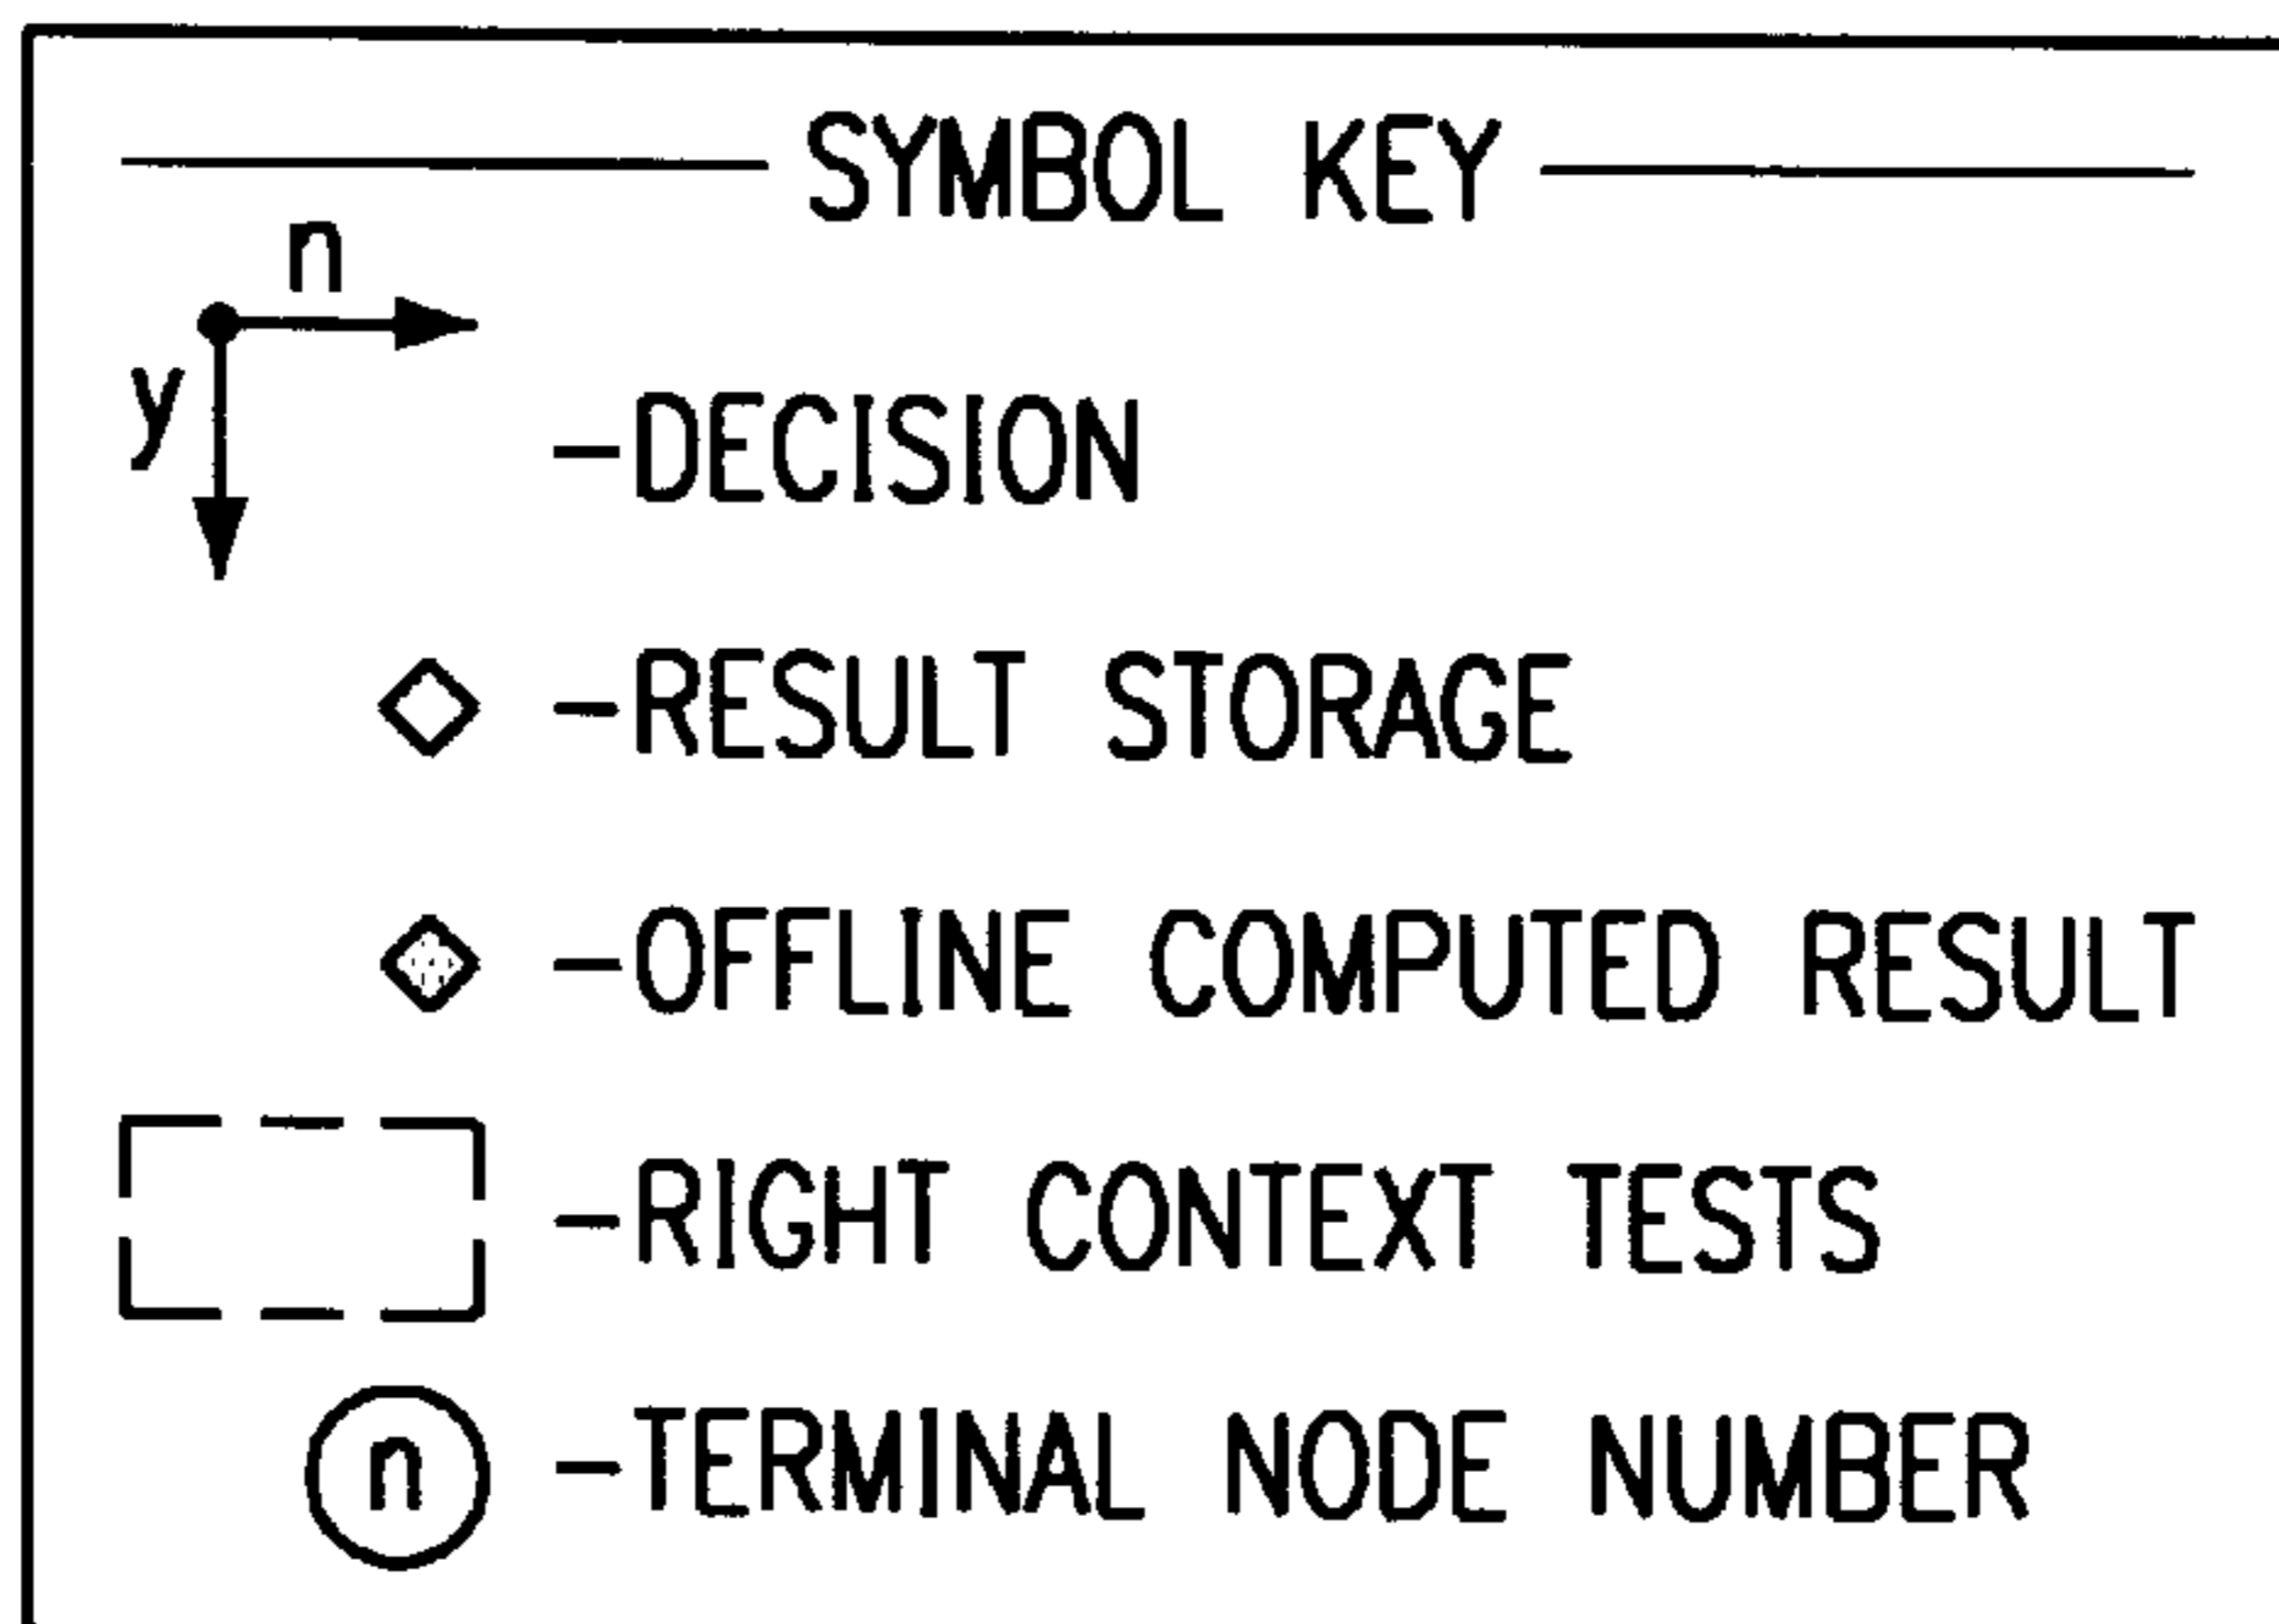 SYMBOL KEY
n
y
-DECISION
-RESULT STORAGE
-OFFLINE COMPUTED RESULT
-RIGHT CONTEXT TESTS
n -TERMINAL NODE NUMBER